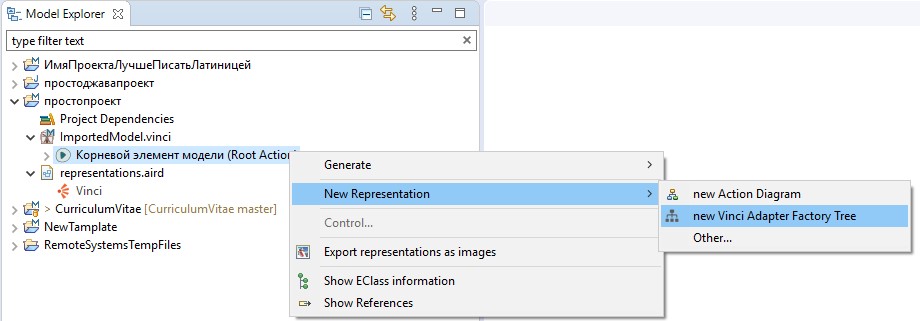 Model Explorer
type filter text
ИмяПроектаЛучшеПисатьЛатиницей
простоджавапроект
простопроект
Project Dependencies
ImportedModel.vinci
Корневой элемент модели (Root Action)
representations.aird
Vinci
> CurriculumVitae [CurriculumVitae master]
NewTamplate
RemoteSystemsTempFiles
Generate
New Representation
Control...
Export representations as images
Show EClass information
Show References
new Action Diagram
new Vinci Adapter Factory Tree
Other...